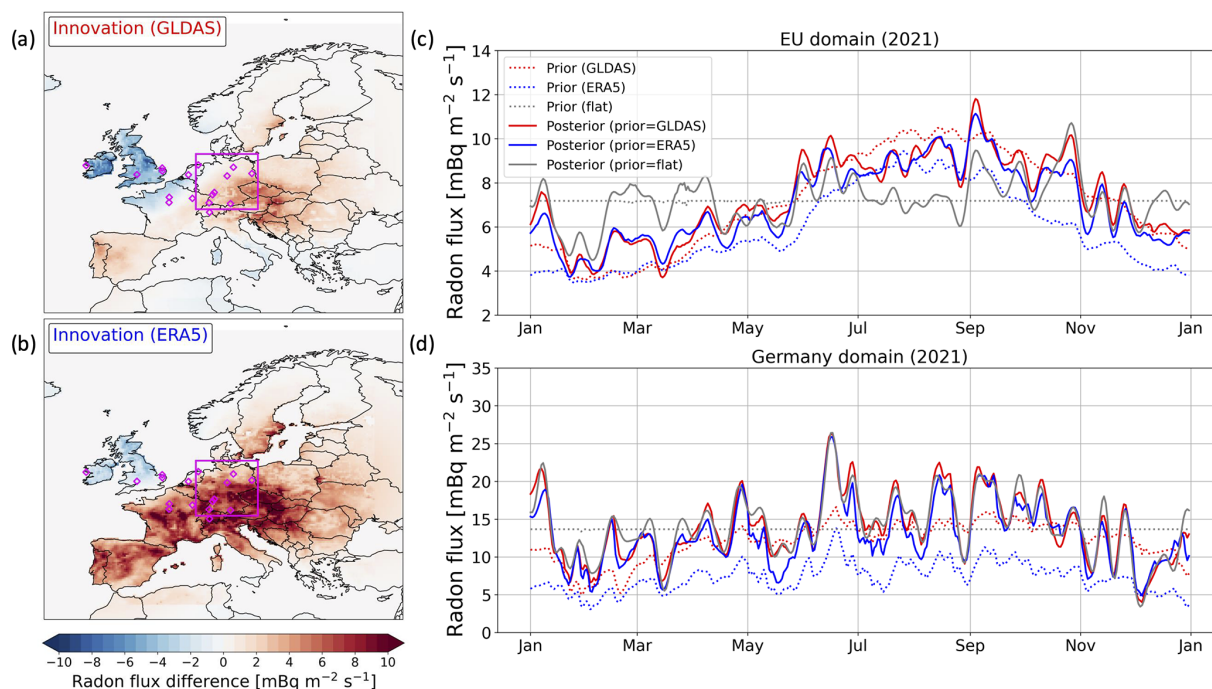 (a)
Innovation (GLDAS)
(b)
Innovation (ERA5)
−10 −8 −6 −4 −2 0 2 4 6 8 10
Radon flux difference [mBq m⁻² s⁻¹]
(c)
EU domain (2021)
Radon flux [mBq m⁻² s⁻¹]
14
12
10
8
6
4
2
Prior (GLDAS)
Prior (ERA5)
Prior (flat)
Posterior (prior=GLDAS)
Posterior (prior=ERA5)
Posterior (prior=flat)
Jan Mar May Jul Sep Nov Jan
(d)
Germany domain (2021)
Radon flux [mBq m⁻² s⁻¹]
35
30
25
20
15
10
5
0
Jan Mar May Jul Sep Nov Jan